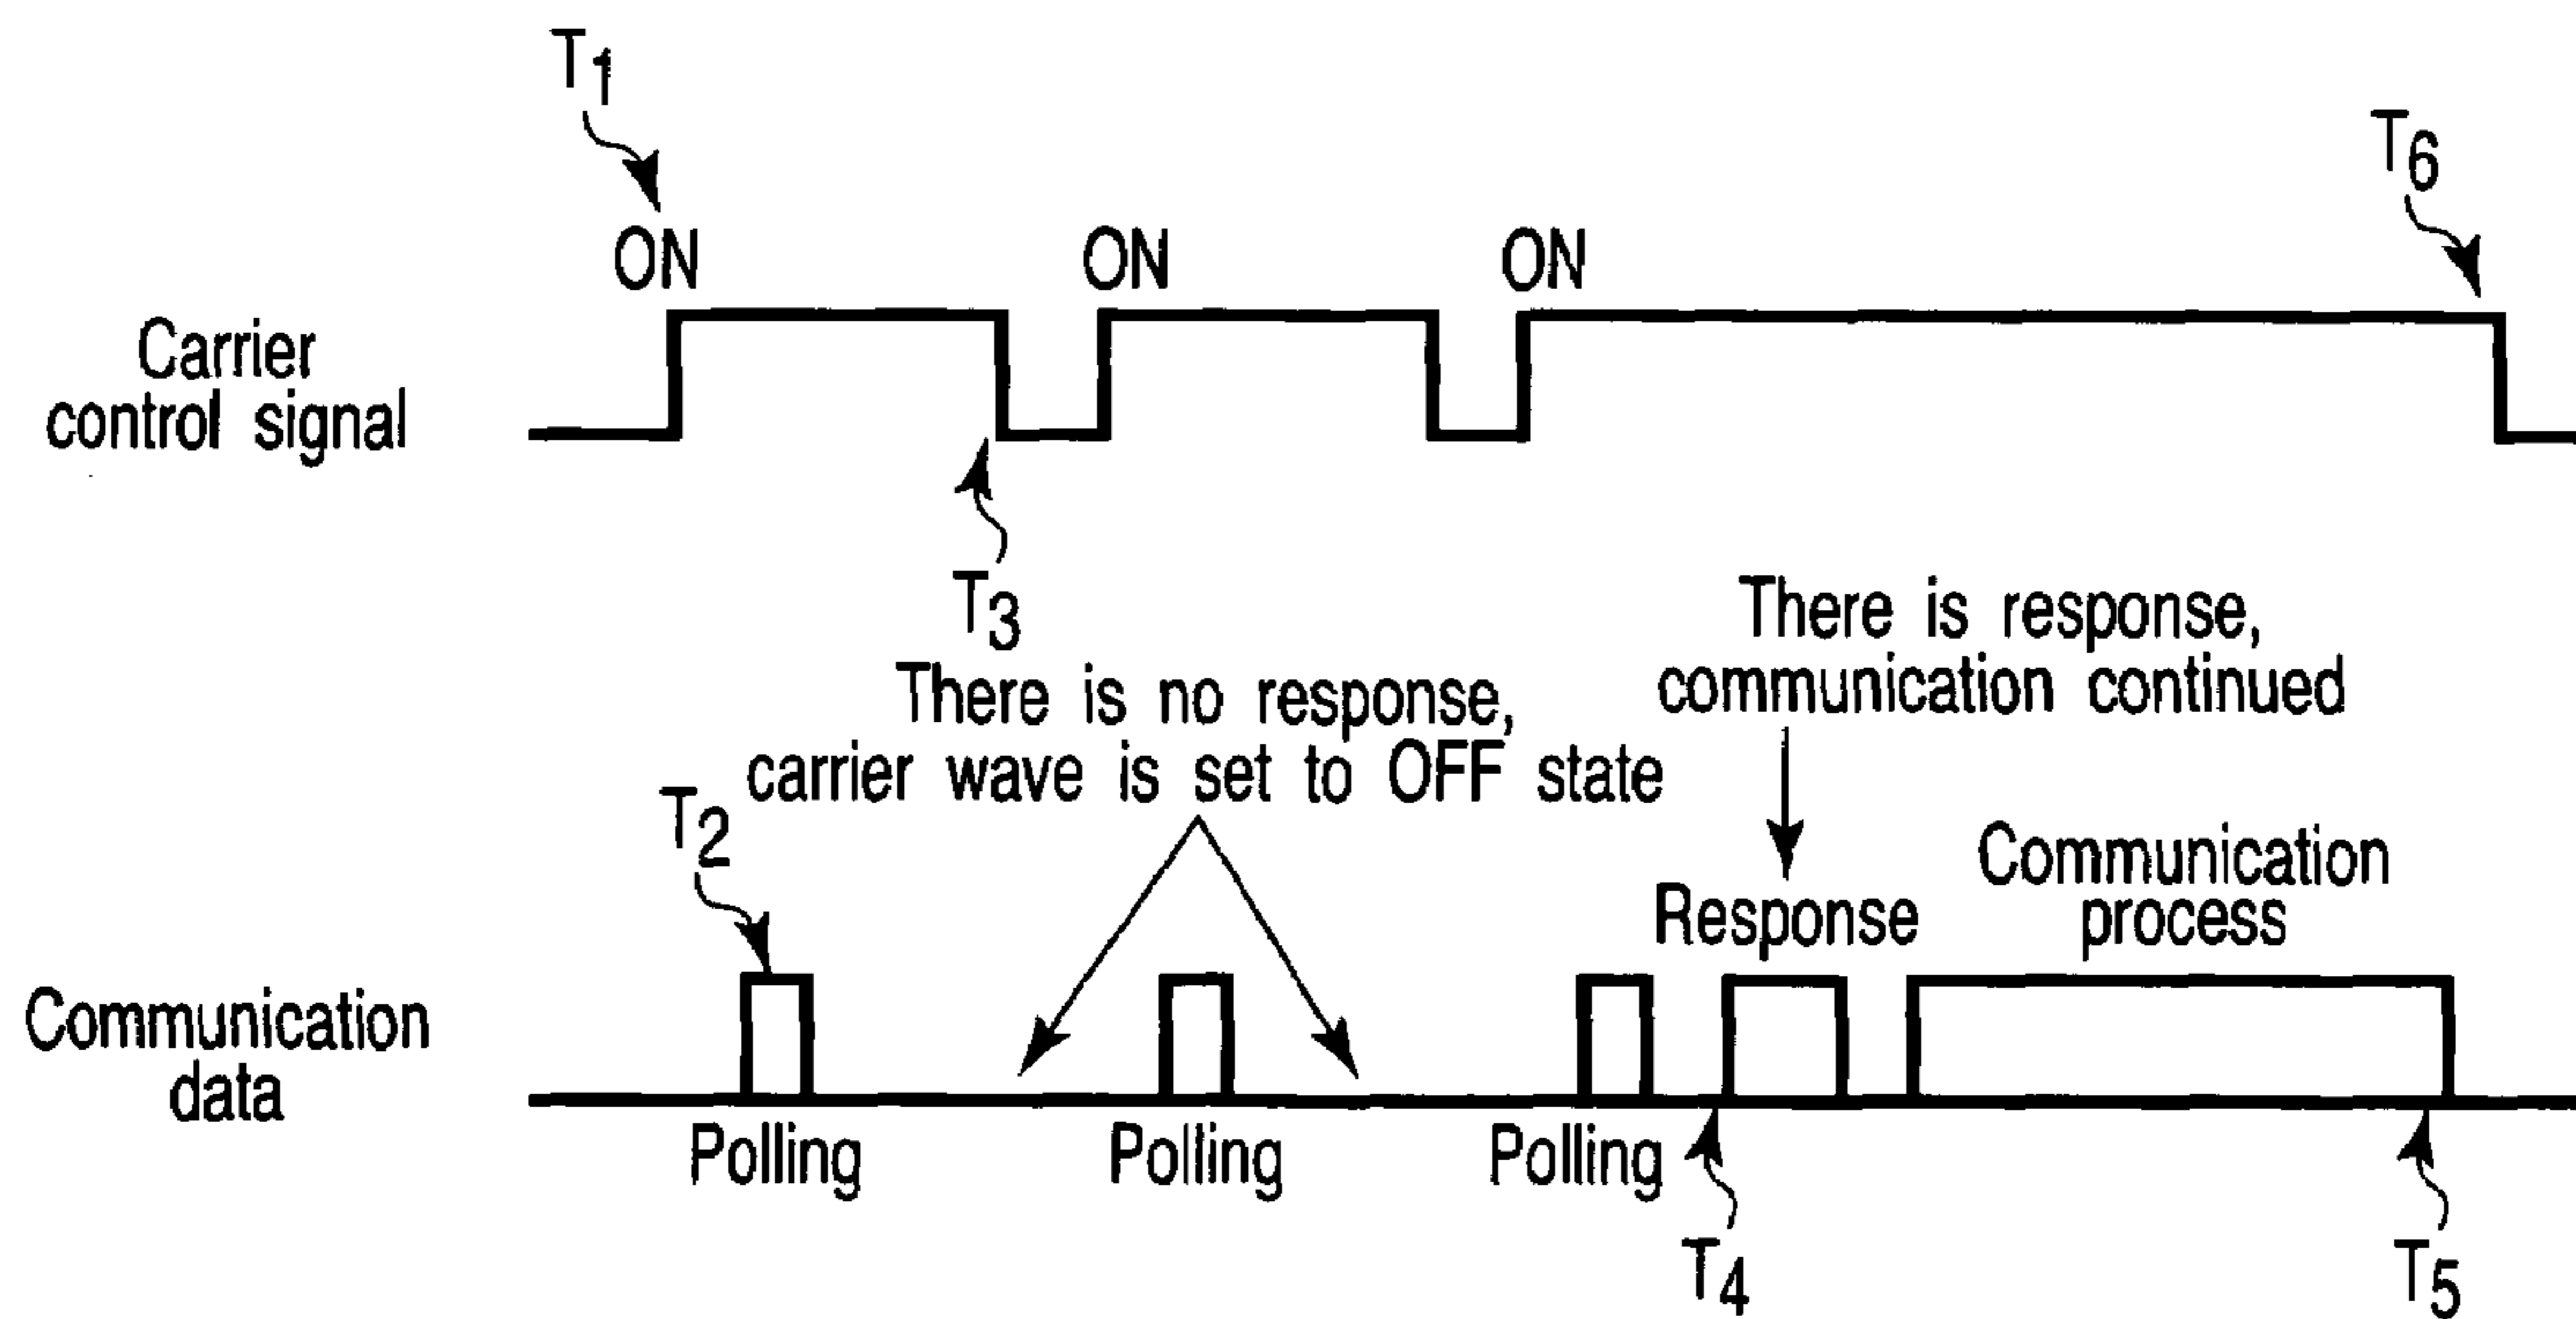 T1
T6
ON
ON
ON
Carrier
control signal
T3
There is response,
communication continued
There is no response,
carrier wave is set to OFF state
T2
Communication
process
Response
Communication
data
Polling
Polling
Polling
T4
T5